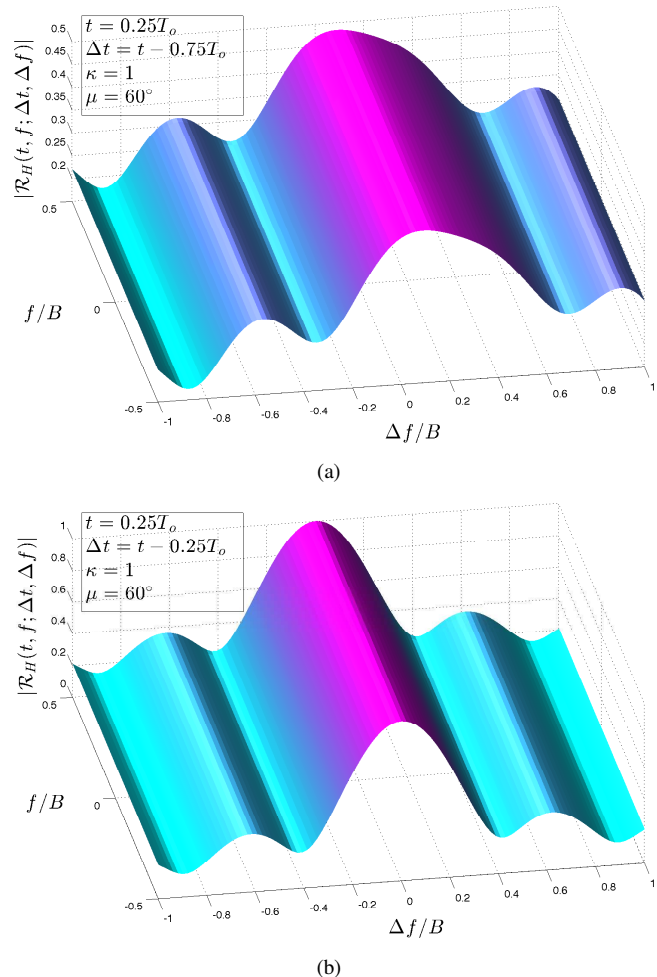 0.5
t = 0.25T_o
Δt = t − 0.75T_o
κ = 1
μ = 60°
0.45
0.4
0.35
0.3
0.25
0.2
|R_H(t, f; Δt, Δf)|
0.5
f/B
0
-0.5
-1
-0.8
-0.6
-0.4
-0.2
0
0.2
0.4
0.6
0.8
1
Δf/B
(a)
1
t = 0.25T_o
Δt = t − 0.25T_o
κ = 1
μ = 60°
0.8
0.6
0.4
0.2
0
|R_H(t, f; Δt, Δf)|
0.5
f/B
0
-0.5
-1
-0.8
-0.6
-0.4
-0.2
0
0.2
0.4
0.6
0.8
1
Δf/B
(b)